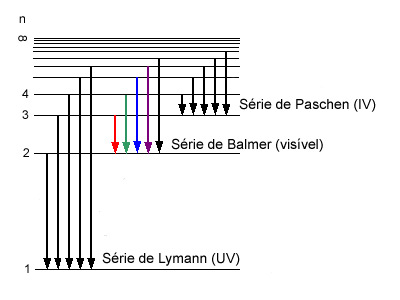 n
∞
4
Série de Paschen (IV)
3
Série de Balmer (visível)
2
Série de Lymann (UV)
1